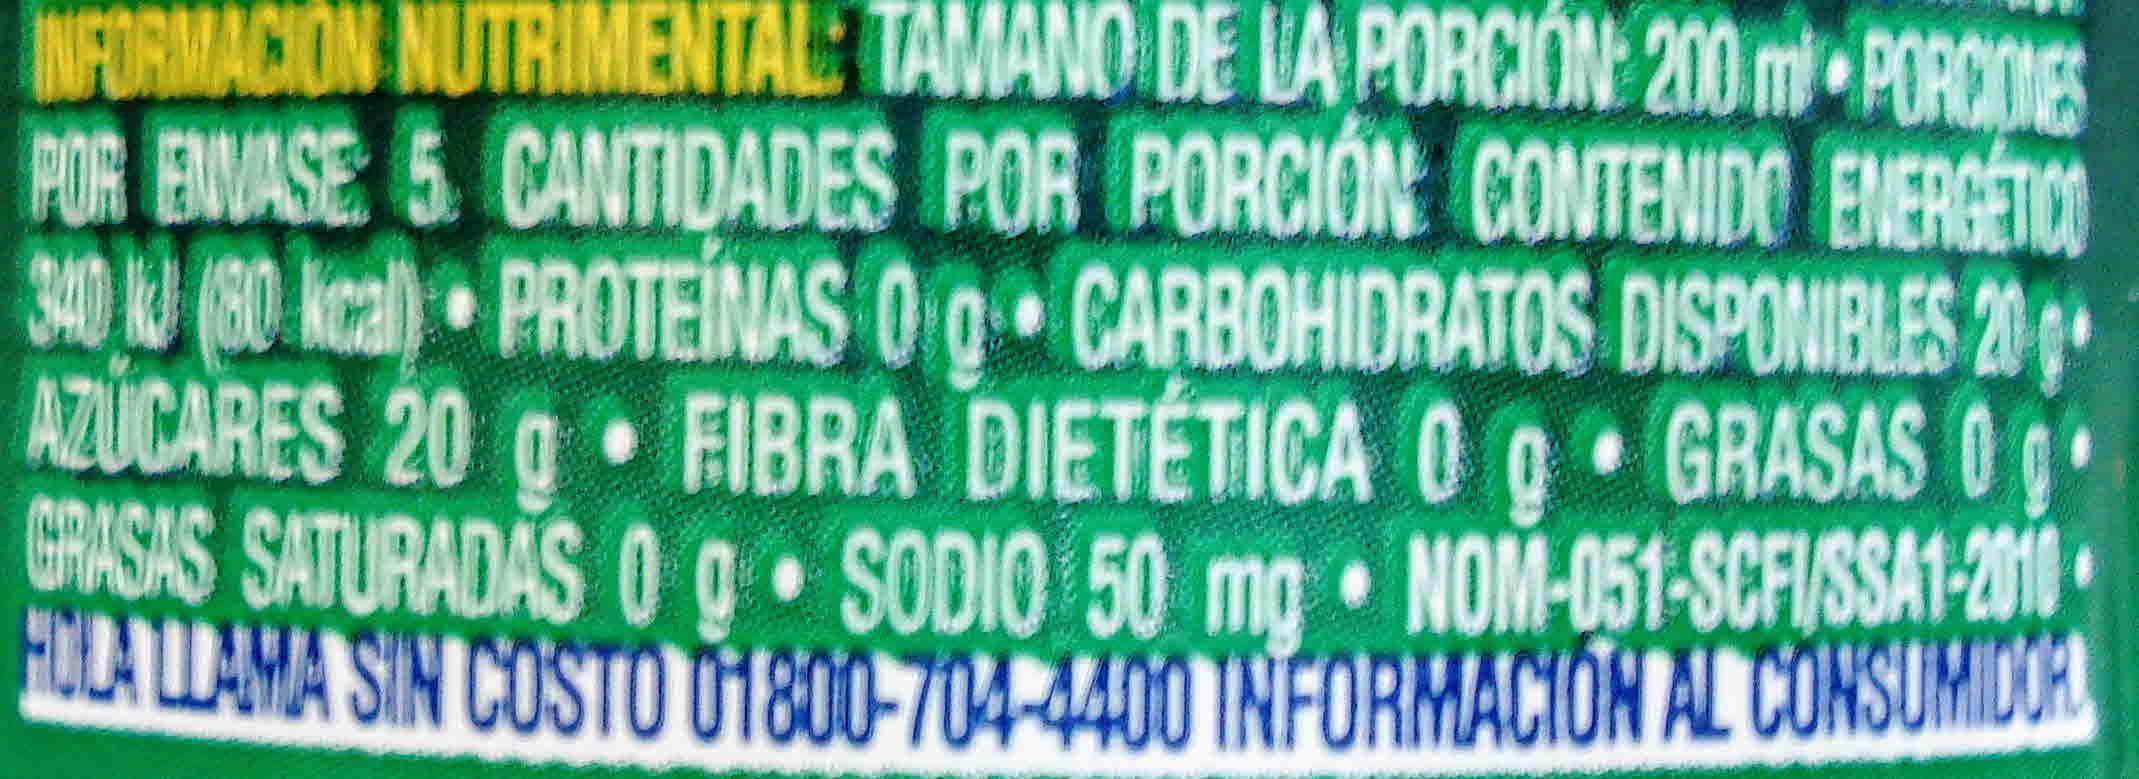 INFORMACIÓN NUTRIMENTAL: TAMAÑO DE LA PORCIÓN: 200 ml • PORCIONES
POR ENVASE: 5. CANTIDADES POR PORCIÓN: CONTENIDO ENERGÉTICO
340 kJ (80 kcal) • PROTEÍNAS 0 g • CARBOHIDRATOS DISPONIBLES 20 g •
AZÚCARES 20 g • FIBRA DIETÉTICA 0 g • GRASAS 0 g •
GRASAS SATURADAS 0 g • SODIO 50 mg • NOM-051-SCFI/SSA1-2010 •
HOLA LLAMA SIN COSTO 01800-704-4400 INFORMACIÓN AL CONSUMIDOR.